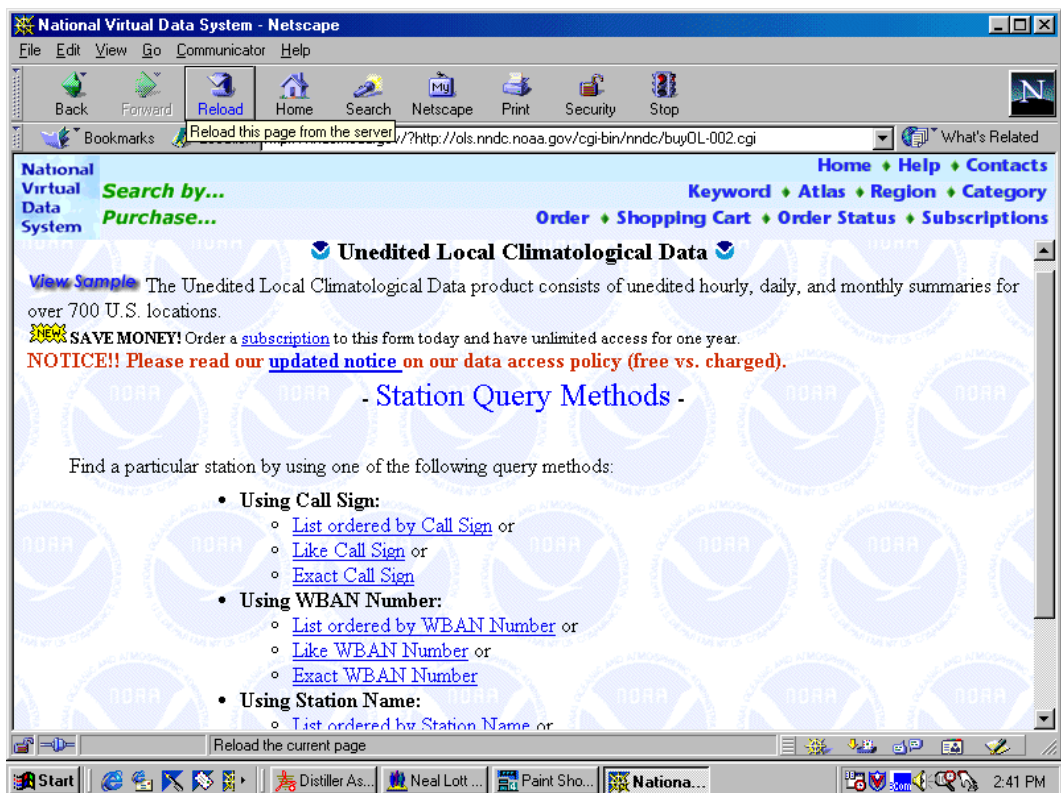 National Virtual Data System - Netscape
File Edit View Go Communicator Help
My
N
Back Forward Reload Home Search Netscape Print Security Stop
Bookmarks Reload this page from the server /?http://ols.nndc.noaa.gov/cgi-bin/nndc/buyOL-002.cgi What's Related
National Virtual Data System
Home Help Contacts
Search by... Keyword Atlas Region Category
Purchase... Order Shopping Cart Order Status Subscriptions
Unedited Local Climatological Data
View Sample The Unedited Local Climatological Data product consists of unedited hourly, daily, and monthly summaries for
over 700 U.S. locations.
NEW SAVE MONEY! Order a subscription to this form today and have unlimited access for one year.
NOTICE!! Please read our updated notice on our data access policy (free vs. charged).
- Station Query Methods -
Find a particular station by using one of the following query methods:
• Using Call Sign:
○ List ordered by Call Sign or
○ Like Call Sign or
○ Exact Call Sign
• Using WBAN Number:
○ List ordered by WBAN Number or
○ Like WBAN Number or
○ Exact WBAN Number
• Using Station Name:
○ List ordered by Station Name or
Reload the current page
Start Distiller As... Neal Lott ... Paint Sho... Nationa... 2:41 PM